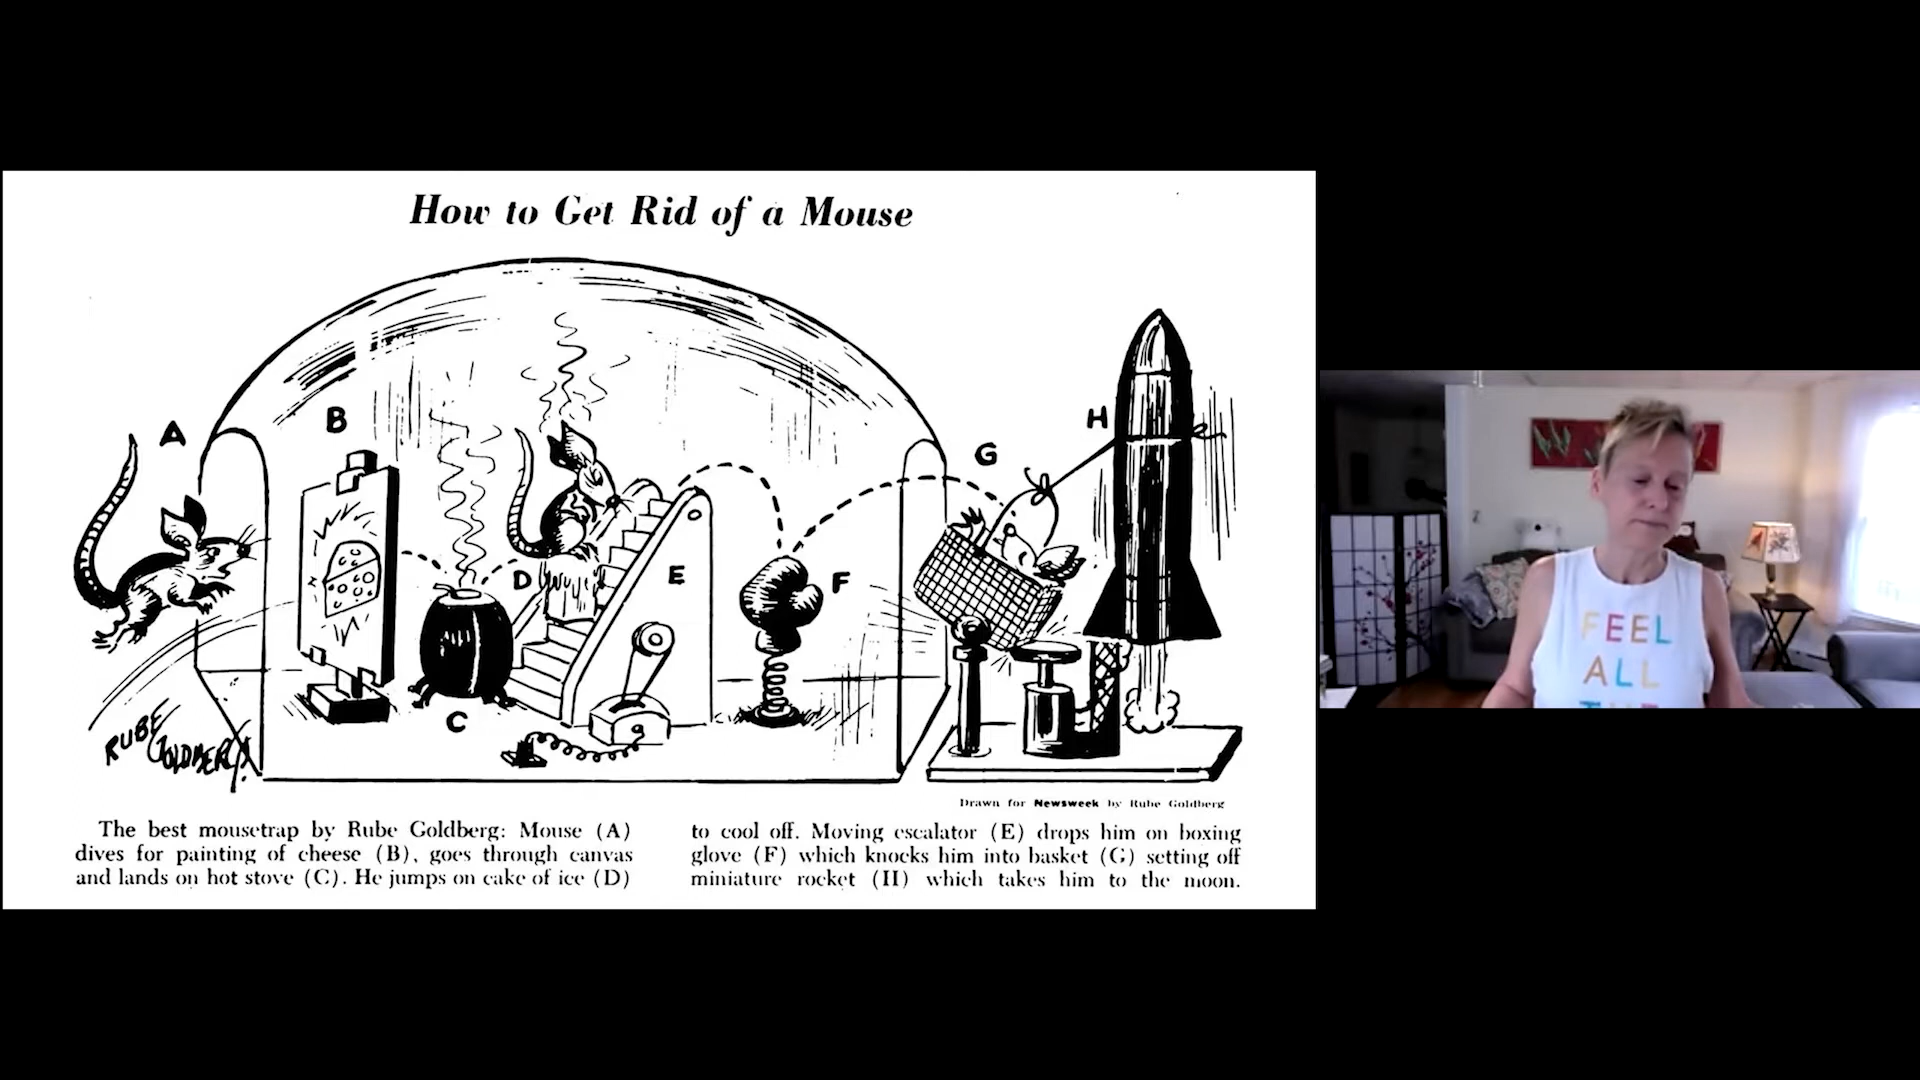 How to Get Rid of a Mouse
A
B
C
D
E
F
G
H
RUBE GOLDBERG
Drawn for Newsweek by Rube Goldberg
The best mousetrap by Rube Goldberg: Mouse (A)
dives for painting of cheese (B), goes through canvas
and lands on hot stove (C). He jumps on cake of ice (D)
to cool off. Moving escalator (E) drops him on boxing
glove (F) which knocks him into basket (G) setting off
miniature rocket (H) which takes him to the moon.
FEEL
ALL
THE